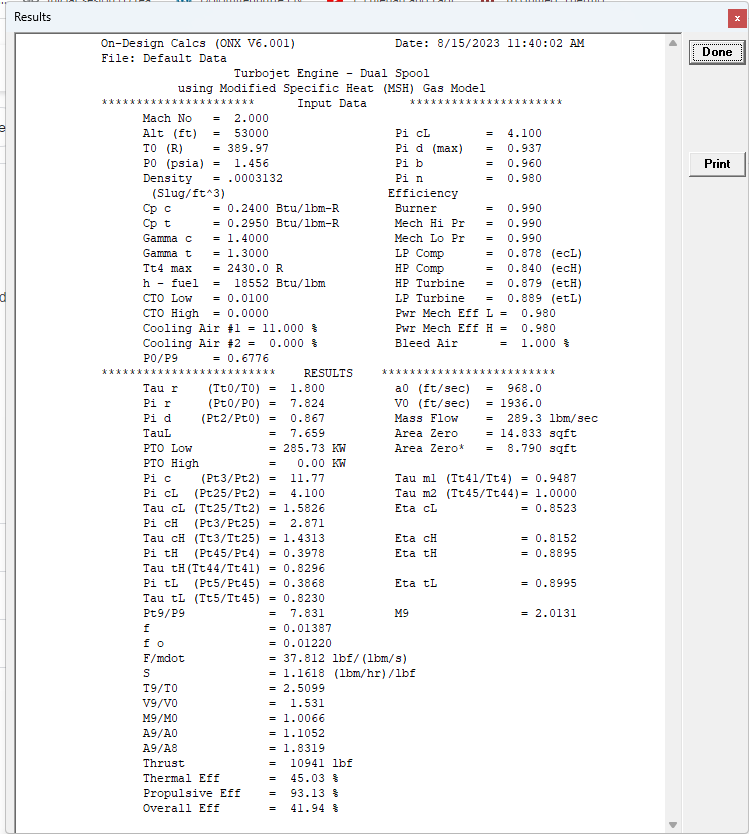 Results
On-Design Calcs (ONX V6.001) Date: 8/15/2023 11:40:02 AM
File: Default Data
Turbojet Engine - Dual Spool
using Modified Specific Heat (MSH) Gas Model
********************** Input Data **********************
Mach No = 2.000
Alt (ft) = 53000 Pi cL = 4.100
T0 (R) = 389.97 Pi d (max) = 0.937
P0 (psia) = 1.456 Pi b = 0.960
Density = .0003132 Pi n = 0.980
(Slug/ft^3) Efficiency
Cp c = 0.2400 Btu/lbm-R Burner = 0.990
Cp t = 0.2950 Btu/lbm-R Mech Hi Pr = 0.990
Gamma c = 1.4000 Mech Lo Pr = 0.990
Gamma t = 1.3000 LP Comp = 0.878 (ecL)
Tt4 max = 2430.0 R HP Comp = 0.840 (ecH)
h - fuel = 18552 Btu/lbm HP Turbine = 0.879 (etH)
CTO Low = 0.0100 LP Turbine = 0.889 (etL)
CTO High = 0.0000 Pwr Mech Eff L = 0.980
Cooling Air #1 = 11.000 % Pwr Mech Eff H = 0.980
Cooling Air #2 = 0.000 % Bleed Air = 1.000 %
P0/P9 = 0.6776
************************* RESULTS *************************
Tau r (Tt0/T0) = 1.800 a0 (ft/sec) = 968.0
Pi r (Pt0/P0) = 7.824 V0 (ft/sec) = 1936.0
Pi d (Pt2/Pt0) = 0.867 Mass Flow = 289.3 lbm/sec
TauL = 7.659 Area Zero = 14.833 sqft
PTO Low = 285.73 KW Area Zero* = 8.790 sqft
PTO High = 0.00 KW
Pi c (Pt3/Pt2) = 11.77 Tau m1 (Tt41/Tt4) = 0.9487
Pi cL (Pt25/Pt2) = 4.100 Tau m2 (Tt45/Tt44)= 1.0000
Tau cL (Tt25/Tt2) = 1.5826 Eta cL = 0.8523
Pi cH (Pt3/Pt25) = 2.871
Tau cH (Tt3/Tt25) = 1.4313 Eta cH = 0.8152
Pi tH (Pt45/Pt4) = 0.3978 Eta tH = 0.8895
Tau tH(Tt44/Tt41) = 0.8296
Pi tL (Pt5/Pt45) = 0.3868 Eta tL = 0.8995
Tau tL (Tt5/Tt45) = 0.8230
Pt9/P9 = 7.831 M9 = 2.0131
f = 0.01387
f o = 0.01220
F/mdot = 37.812 lbf/(lbm/s)
S = 1.1618 (lbm/hr)/lbf
T9/T0 = 2.5099
V9/V0 = 1.531
M9/M0 = 1.0066
A9/A0 = 1.1052
A9/A8 = 1.8319
Thrust = 10941 lbf
Thermal Eff = 45.03 %
Propulsive Eff = 93.13 %
Overall Eff = 41.94 %
Done
Print